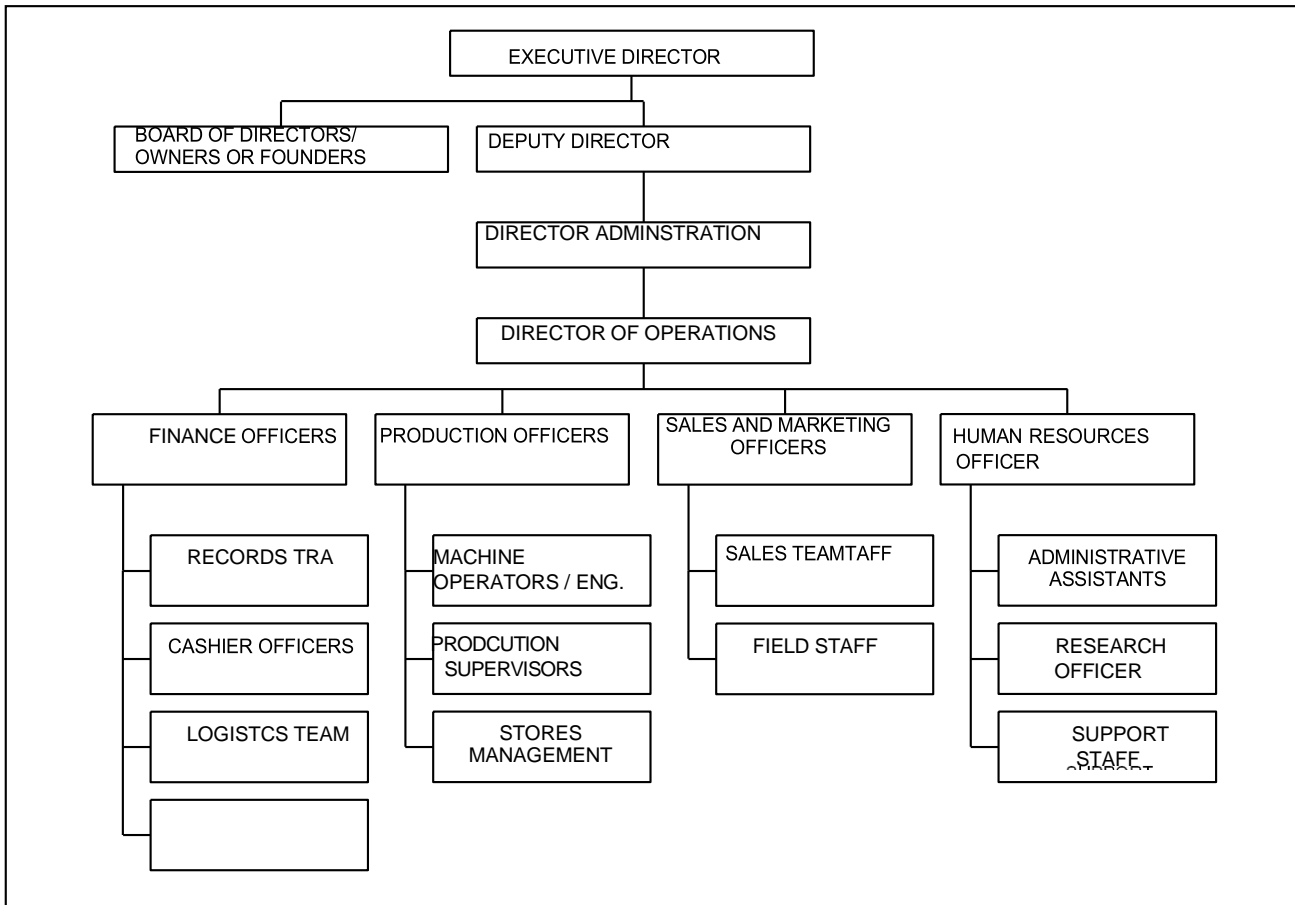 EXECUTIVE DIRECTOR
BOARD OF DIRECTORS/
OWNERS OR FOUNDERS
DEPUTY DIRECTOR
DIRECTOR ADMINSTRATION
DIRECTOR OF OPERATIONS
FINANCE OFFICERS
PRODUCTION OFFICERS
SALES AND MARKETING
OFFICERS
HUMAN RESOURCES
OFFICER
RECORDS TRA
CASHIER OFFICERS
LOGISTCS TEAM
MACHINE
OPERATORS / ENG.
PRODCUTION
SUPERVISORS
STORES
MANAGEMENT
SALES TEAMTAFF
FIELD STAFF
ADMINISTRATIVE
ASSISTANTS
RESEARCH
OFFICER
SUPPORT
STAFF